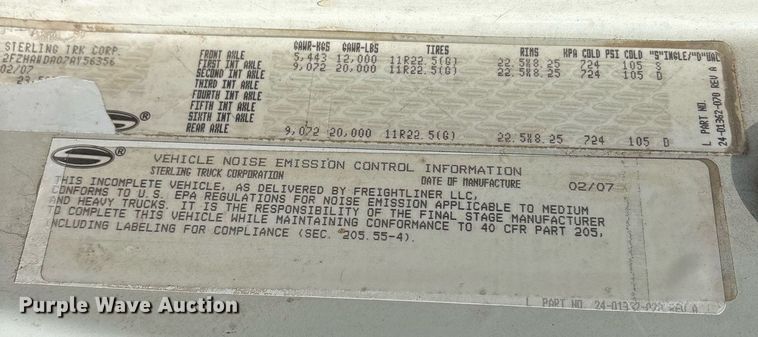 STERLING TRK CORP.
2FZHAWDA07AY56356
02/07
GAWR-KGS GAWR-LBS TIRES RIMS KPA COLD PSI COLD "S"INGLE/"D"UAL
FRONT AXLE 5,443 12,000 11R22.5(G) 22.5X8.25 724 105 S
FIRST INT AXLE 9,072 20,000 11R22.5(G) 22.5X8.25 724 105 D
SECOND INT AXLE
THIRD INT AXLE
FOURTH INT AXLE
FIFTH INT AXLE
SIXTH INT AXLE
REAR AXLE 9,072 20,000 11R22.5(G) 22.5X8.25 724 105 D
L PART NO.
24-01362-070 REV A
®
®
VEHICLE NOISE EMISSION CONTROL INFORMATION
STERLING TRUCK CORPORATION DATE OF MANUFACTURE 02/07
THIS INCOMPLETE VEHICLE, AS DELIVERED BY FREIGHTLINER LLC,
CONFORMS TO U.S. EPA REGULATIONS FOR NOISE EMISSION APPLICABLE TO MEDIUM
AND HEAVY TRUCKS. IT IS THE RESPONSIBILITY OF THE FINAL STAGE MANUFACTURER
TO COMPLETE THIS VEHICLE WHILE MAINTAINING CONFORMANCE TO 40 CFR PART 205,
INCLUDING LABELING FOR COMPLIANCE (SEC. 205.55-4).
L PART NO. REV A
Purple Wave Auction